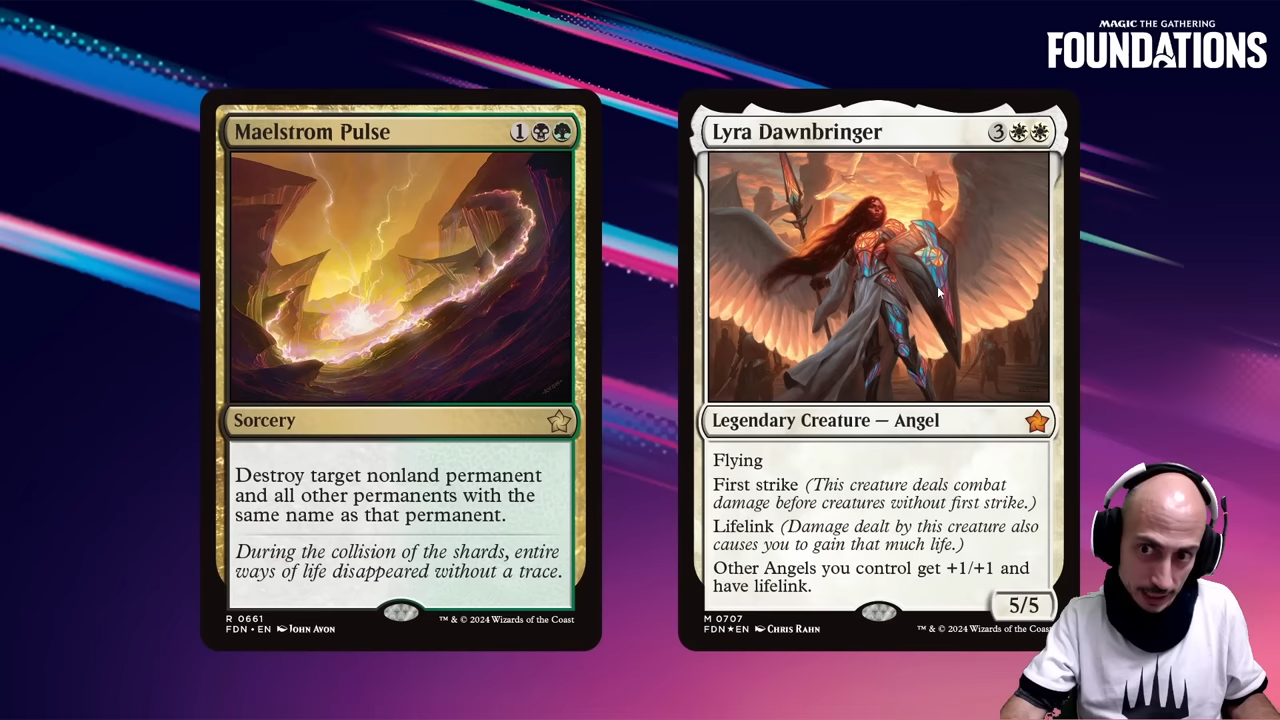 MAGIC THE GATHERING
FOUNDATIONS
Maelstrom Pulse 1
Sorcery
Destroy target nonland permanent
and all other permanents with the
same name as that permanent.
During the collision of the shards, entire
ways of life disappeared without a trace.
R 0661
FDN • EN JOHN AVON
™ & © 2024 Wizards of the Coast
Lyra Dawnbringer 3
Legendary Creature — Angel
Flying
First strike (This creature deals combat
damage before creatures without first strike.)
Lifelink (Damage dealt by this creature also
causes you to gain that much life.)
Other Angels you control get +1/+1 and
have lifelink.
5/5
M 0707
FDN★EN CHRIS RAHN
™ & © 2024 Wizards of the Coast